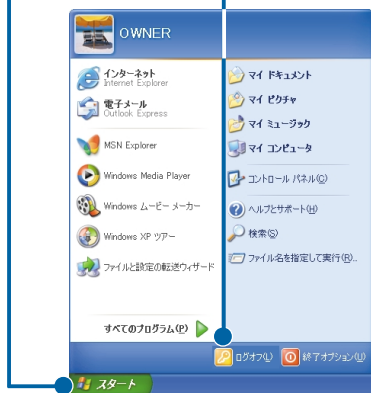 OWNER
インターネット
Internet Explorer
電子メール
Outlook Express
MSN Explorer
Windows Media Player
Windows ムービー メーカー
Windows XP ツアー
ファイルと設定の転送ウィザード
すべてのプログラム(P)
マイ ドキュメント
マイ ピクチャ
マイ ミュージック
マイ コンピュータ
コントロール パネル(C)
ヘルプとサポート(H)
検索(S)
ファイル名を指定して実行(R)...
ログオフ(L)
終了オプション(U)
スタート